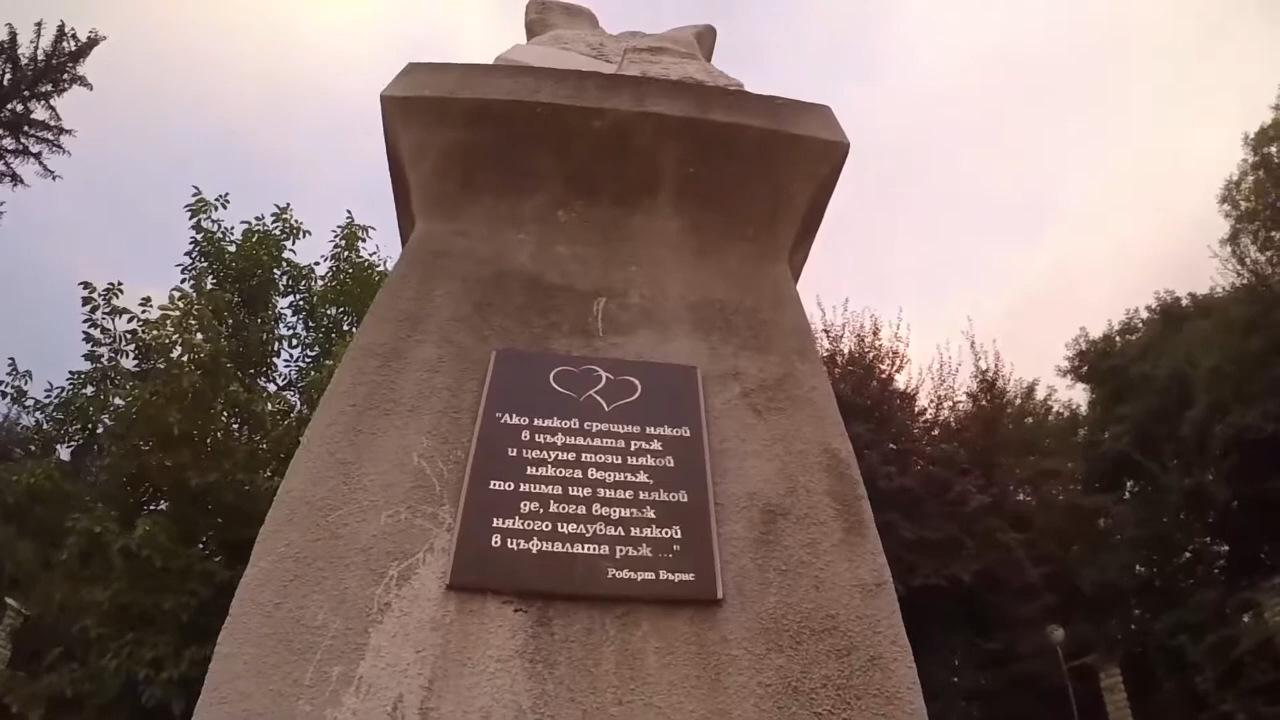 "Ако някой срещне някой
в цъфналата ръж
и целуне този някой
някога веднъж,
то нима ще знае някой
де, кога веднъж
някого целувал някой
в цъфналата ръж ..."
Робърт Бърнс